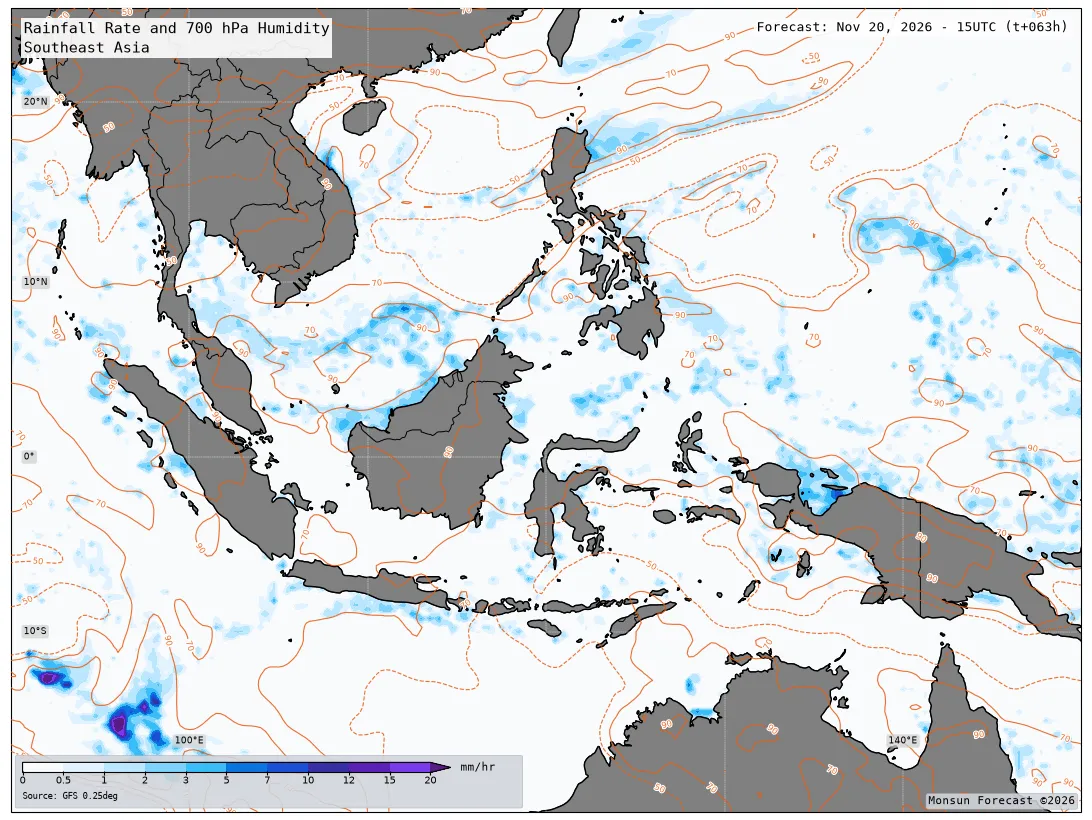 Rainfall Rate and 700 hPa Humidity
Southeast Asia
Forecast: Nov 20, 2026 - 15UTC (t+063h)
20°N
10°N
0°
10°S
100°E
140°E
0 0.5 1 2 3 5 7 10 12 15 20 mm/hr
Source: GFS 0.25deg
Monsun Forecast ©2026